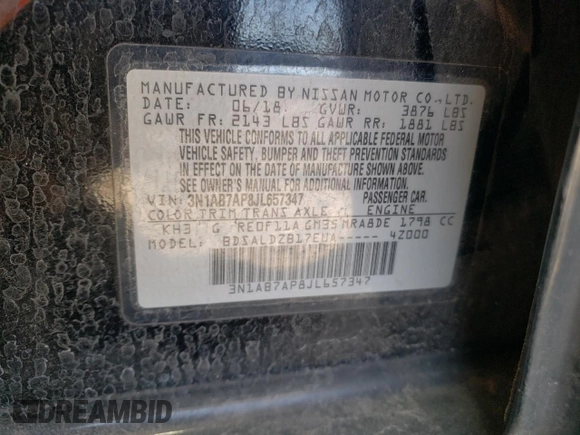 MANUFACTURED BY NISSAN MOTOR CO.,LTD.
DATE: 06/18 GVWR: 3876 LBS
GAWR FR: 2143 LBS GAWR RR: 1881 LBS
THIS VEHICLE CONFORMS TO ALL APPLICABLE FEDERAL MOTOR
VEHICLE SAFETY, BUMPER AND THEFT PREVENTION STANDARDS
IN EFFECT ON THE DATE OF MANUFACTURE SHOWN ABOVE.
SEE OWNER'S MANUAL FOR ADDITIONAL INFORMATION.
VIN: 3N1AB7AP8JL657347 PASSENGER CAR.
COLOR TRIM TRANS AXLE ENGINE
KH3 G RE0F11A GM35 MRA8DE 1798 CC
MODEL: BDSALDZB17EUA----- 4Z000
3N1AB7AP8JL657347
DREAMBID